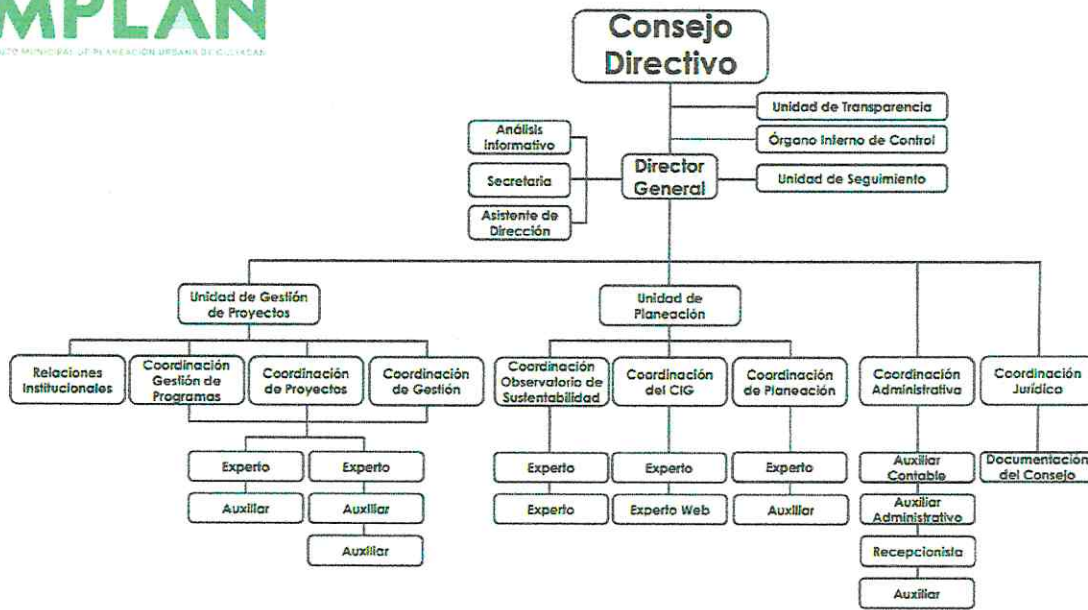 MPLAN
Consejo
Directivo
Unidad de Transparencia
Órgano Interno de Control
Análisis
Informativo
Secretaria
Asistente de
Dirección
Director
General
Unidad de Seguimiento
Unidad de Gestión
de Proyectos
Unidad de
Planeación
Relaciones
Institucionales
Coordinación
Gestión de
Programas
Coordinación
de Proyectos
Coordinación
de Gestión
Coordinación
Observatorio de
Sustentabilidad
Coordinación
del CIG
Coordinación
de Planeación
Coordinación
Administrativa
Coordinación
Jurídica
Experto
Auxiliar
Experto
Auxiliar
Auxiliar
Experto
Experto
Experto
Experto Web
Experto
Auxiliar
Auxiliar
Contable
Auxiliar
Administrativo
Recepcionista
Auxiliar
Documentación
del Consejo